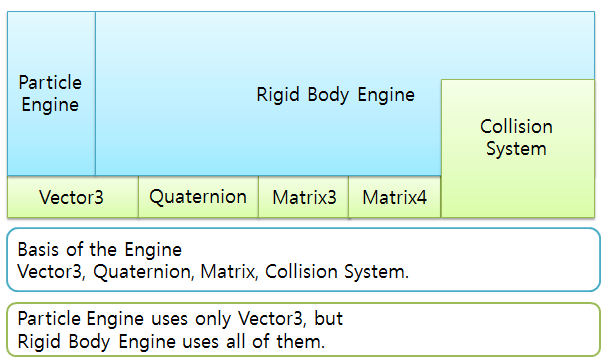 Particle
Engine
Rigid Body Engine
Collision
System
Vector3
Quaternion
Matrix3
Matrix4
Basis of the Engine
Vector3, Quaternion, Matrix, Collision System.
Particle Engine uses only Vector3, but
Rigid Body Engine uses all of them.